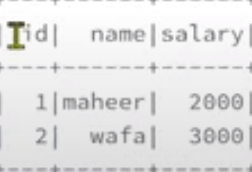 | id|  name|salary|
+---+------+------+
|  1|maheer|  2000|
|  2|  wafa|  3000|
+---+------+------+